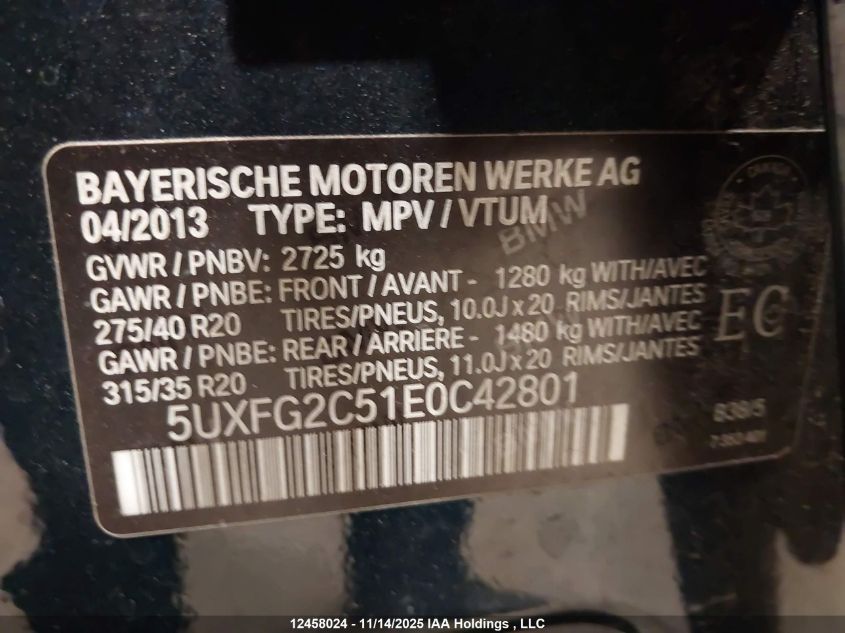 BAYERISCHE MOTOREN WERKE AG
04/2013 TYPE: MPV / VTUM
BMW
GVWR / PNBV: 2725 kg
GAWR / PNBE: FRONT / AVANT - 1280 kg WITH/AVEC
275/40 R20 TIRES/PNEUS, 10.0J x 20 RIMS/JANTES
GAWR / PNBE: REAR / ARRIÈRE - 1480 kg WITH/AVEC
315/35 R20 TIRES/PNEUS, 11.0J x 20 RIMS/JANTES
EC
5UXFG2C51E0C42801
12458024 - 11/14/2025 IAA Holdings , LLC